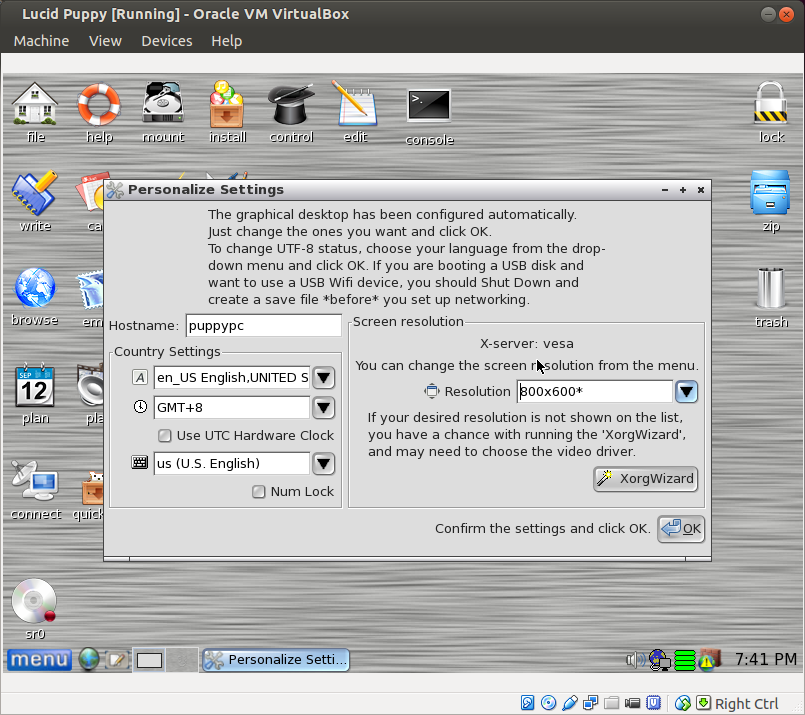 Lucid Puppy [Running] - Oracle VM VirtualBox
Machine View Devices Help
file help mount install control edit console lock
>_
Personalize Settings
write ca zip
The graphical desktop has been configured automatically.
Just change the ones you want and click OK.
To change UTF-8 status, choose your language from the drop-
down menu and click OK. If you are booting a USB disk and
want to use a USB Wifi device, you should Shut Down and
create a save file *before* you set up networking.
browse em trash
Hostname: puppypc
Screen resolution
X-server: vesa
You can change the screen resolution from the menu.
Resolution 800x600*
If your desired resolution is not shown on the list,
you have a chance with running the 'XorgWizard',
and may need to choose the video driver.
XorgWizard
Country Settings
A en_US English,UNITED S
GMT+8
Use UTC Hardware Clock
us (U.S. English)
Num Lock
SEP
12
plan pla
connect quick
Confirm the settings and click OK. OK
sr0
menu Personalize Setti... 7:41 PM
Right Ctrl